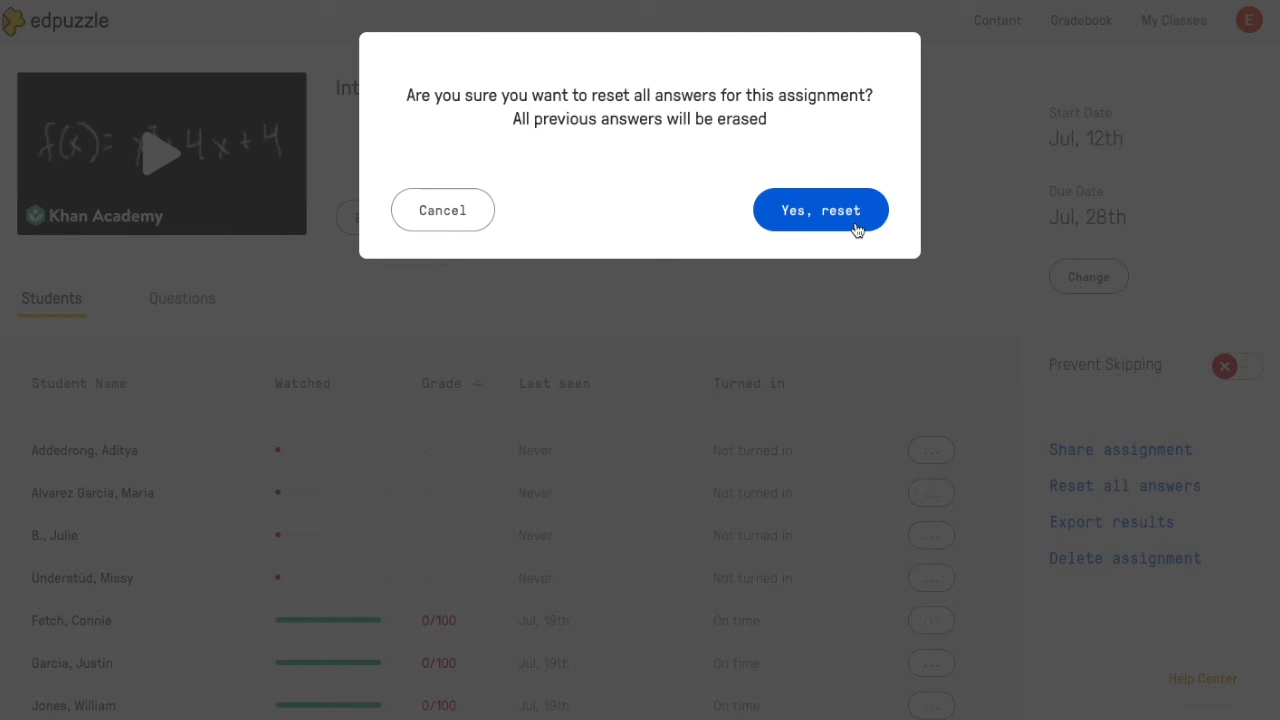 edpuzzle
Content
Gradebook
My Classes
E
Are you sure you want to reset all answers for this assignment?
All previous answers will be erased
Cancel
Yes, reset
Khan Academy
Start Date
Jul, 12th
Due Date
Jul, 28th
Change
Students
Questions
Prevent Skipping
Student Name Watched Grade Last seen Turned in
Addedrong, Aditya - Never Not turned in ...
Alvarez Garcia, Maria - Never Not turned in ...
B., Julie - Never Not turned in ...
Understüd, Missy - Never Not turned in ...
Fetch, Connie 0/100 Jul, 19th On time ...
Garcia, Justin 0/100 Jul, 19th On time ...
Jones, William 0/100 Jul, 19th On time ...
Share assignment
Reset all answers
Export results
Delete assignment
Help Center